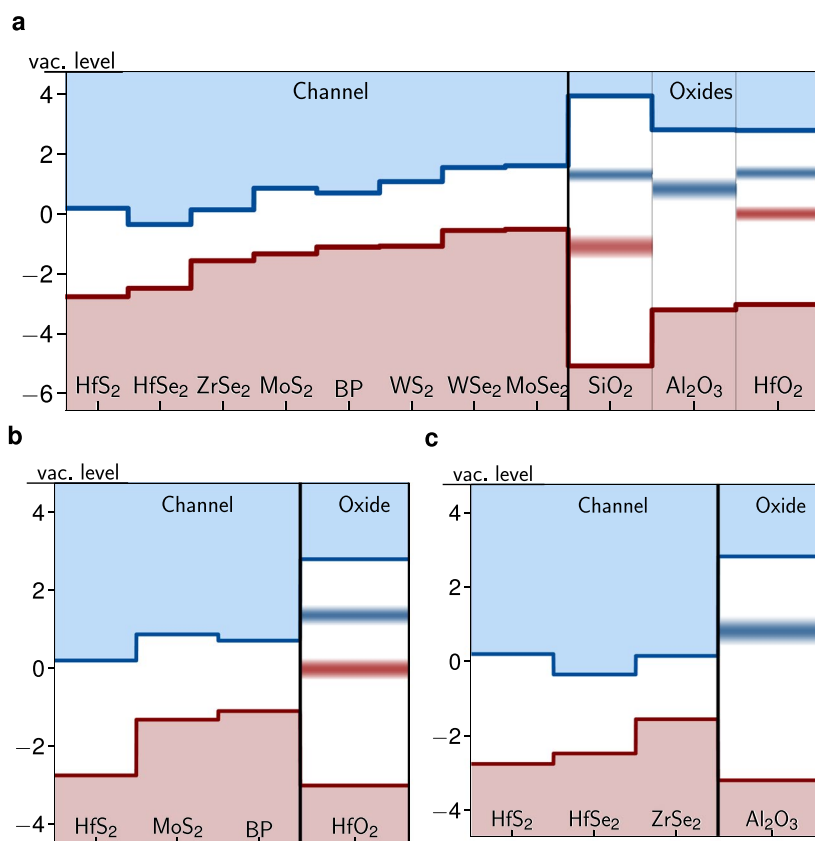 a
vac. level
Channel Oxides
4
2
0
−2
−4
−6
HfS₂ HfSe₂ ZrSe₂ MoS₂ BP WS₂ WSe₂ MoSe₂ SiO₂ Al₂O₃ HfO₂
b
vac. level
Channel Oxide
4
2
0
−2
−4
HfS₂ MoS₂ BP HfO₂
c
vac. level
Channel Oxide
4
2
0
−2
−4
HfS₂ HfSe₂ ZrSe₂ Al₂O₃